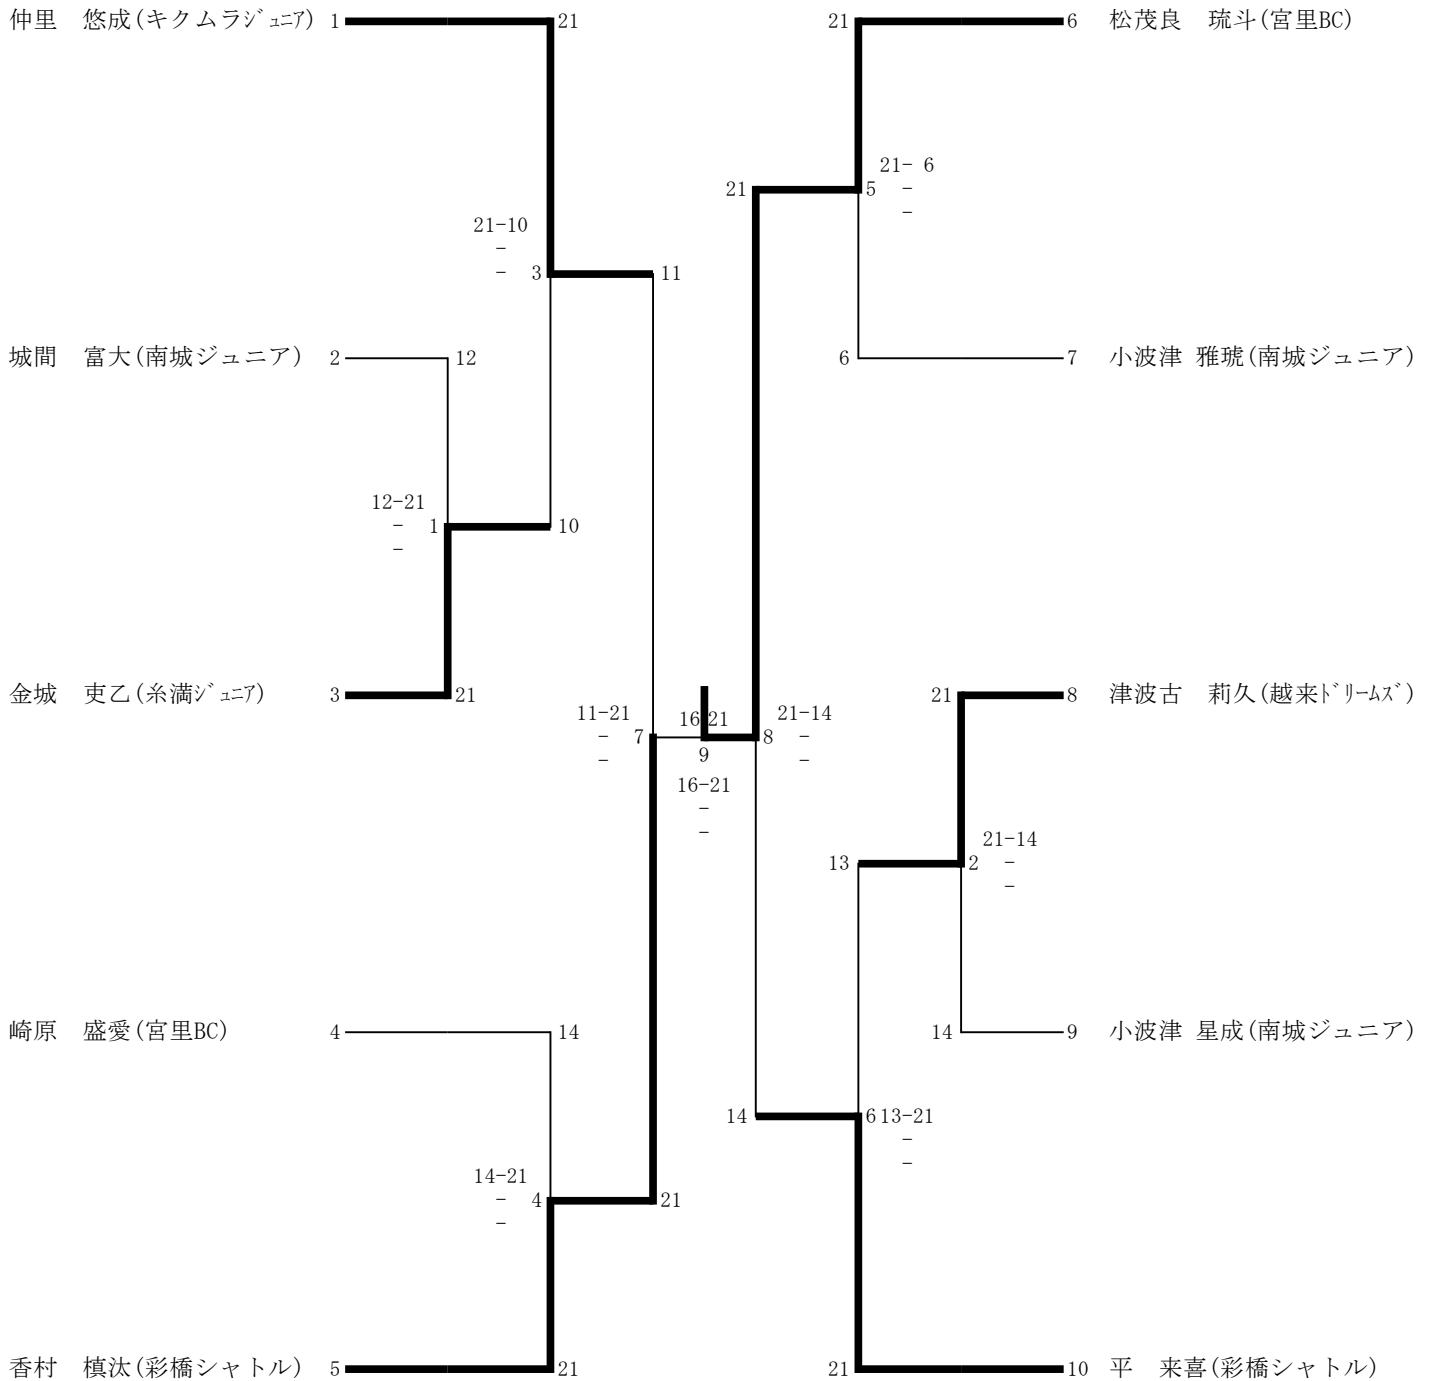 仲里　悠成(キクムラｼﾞｭﾆｱ) 1 21 21 6 松茂良　琉斗(宮里BC)
21- 6
21 5 -
-
21-10
-
- 3 11
城間　富大(南城ジュニア) 2 12 6 7 小波津 雅琥(南城ジュニア)
12-21
- 1 10
-
金城　吏乙(糸満ｼﾞｭﾆｱ) 3 21 21 8 津波古　莉久(越来ﾄﾞﾘｰﾑｽﾞ)
11-21 16 21 21-14
- 7 8 -
- 9 -
16-21
-
-
21-14
13 2 -
-
崎原　盛愛(宮里BC) 4 14 14 9 小波津 星成(南城ジュニア)
14 6 13-21
-
-
14-21
- 4 21
-
香村　槙汰(彩橋シャトル) 5 21 21 10 平　来喜(彩橋シャトル)